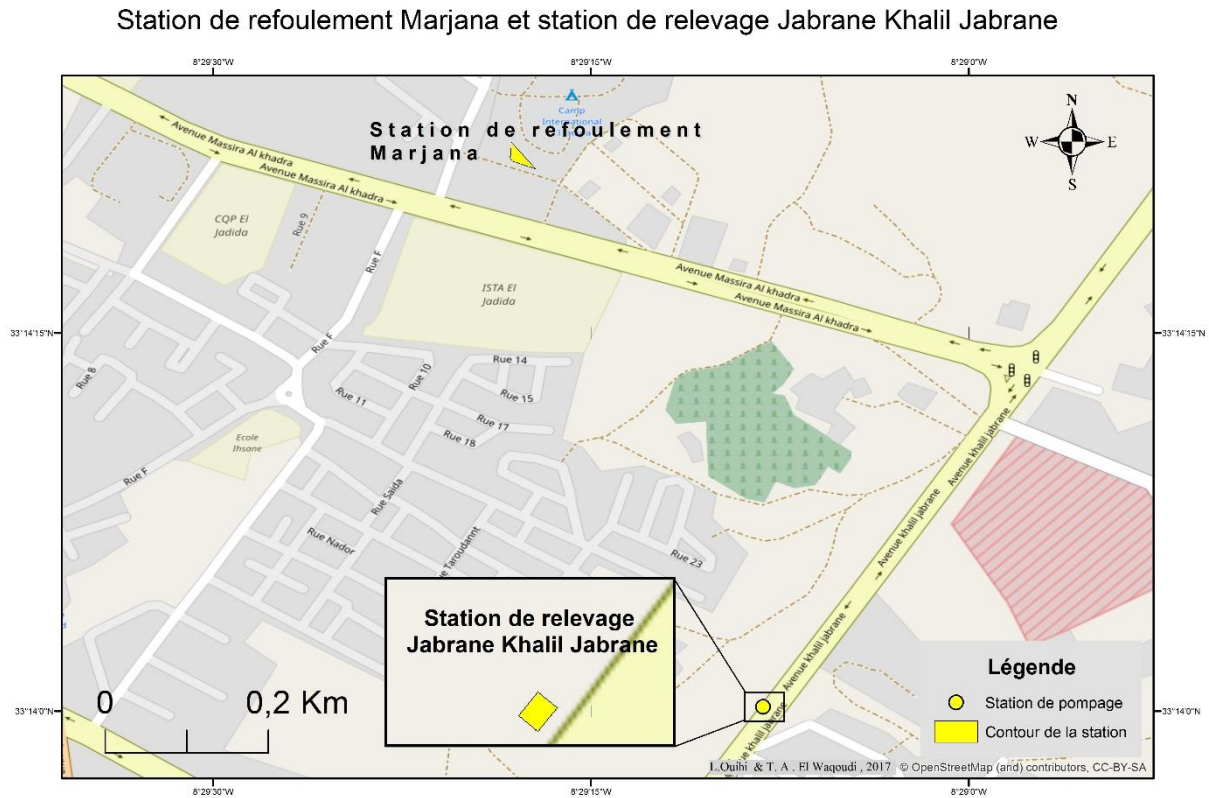 Station de refoulement Marjana et station de relevage Jabrane Khalil Jabrane
8°29'30"W
8°29'15"W
8°29'0"W
Camp
International
Station de refoulement
Marjana
N
W
E
S
Avenue Massira Al khadra
Avenue Massira Al khadra
CQP El
Jadida
Rue 9
Rue F
ISTA El
Jadida
Avenue Massira Al khadra
Avenue Massira Al khadra
33°14'15"N
33°14'15"N
Rue F
Rue 14
Rue 8
Rue 10
Rue 11
Rue 15
Rue 17
Rue 18
Avenue khalil jabrane
Ecole
Ihsane
Rue F
Rue Saida
Avenue khalil jabrane
Rue Nador
Taroudannt
Rue 23
Station de relevage
Jabrane Khalil Jabrane
Avenue khalil jabrane
Avenue khalil jabrane
Légende
Station de pompage
Contour de la station
0
0,2 Km
33°14'0"N
33°14'0"N
L.Ouihi & T. A . El Waqoudi , 2017
© OpenStreetMap (and) contributors, CC-BY-SA
8°29'30"W
8°29'15"W
8°29'0"W